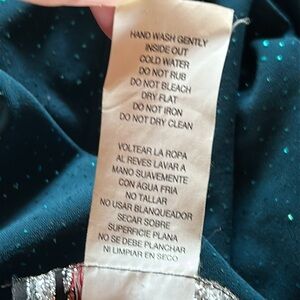 HAND WASH GENTLY
INSIDE OUT
COLD WATER
DO NOT RUB
DO NOT BLEACH
DRY FLAT
DO NOT IRON
DO NOT DRY CLEAN
VOLTEAR LA ROPA
AL REVES LAVAR A
MANO SUAVEMENTE
CON AGUA FRIA
NO TALLAR
NO USAR BLANQUEADOR
SECAR SOBRE
SUPERFICIE PLANA
NO SE DEBE PLANCHAR
NI LIMPIAR EN SECO